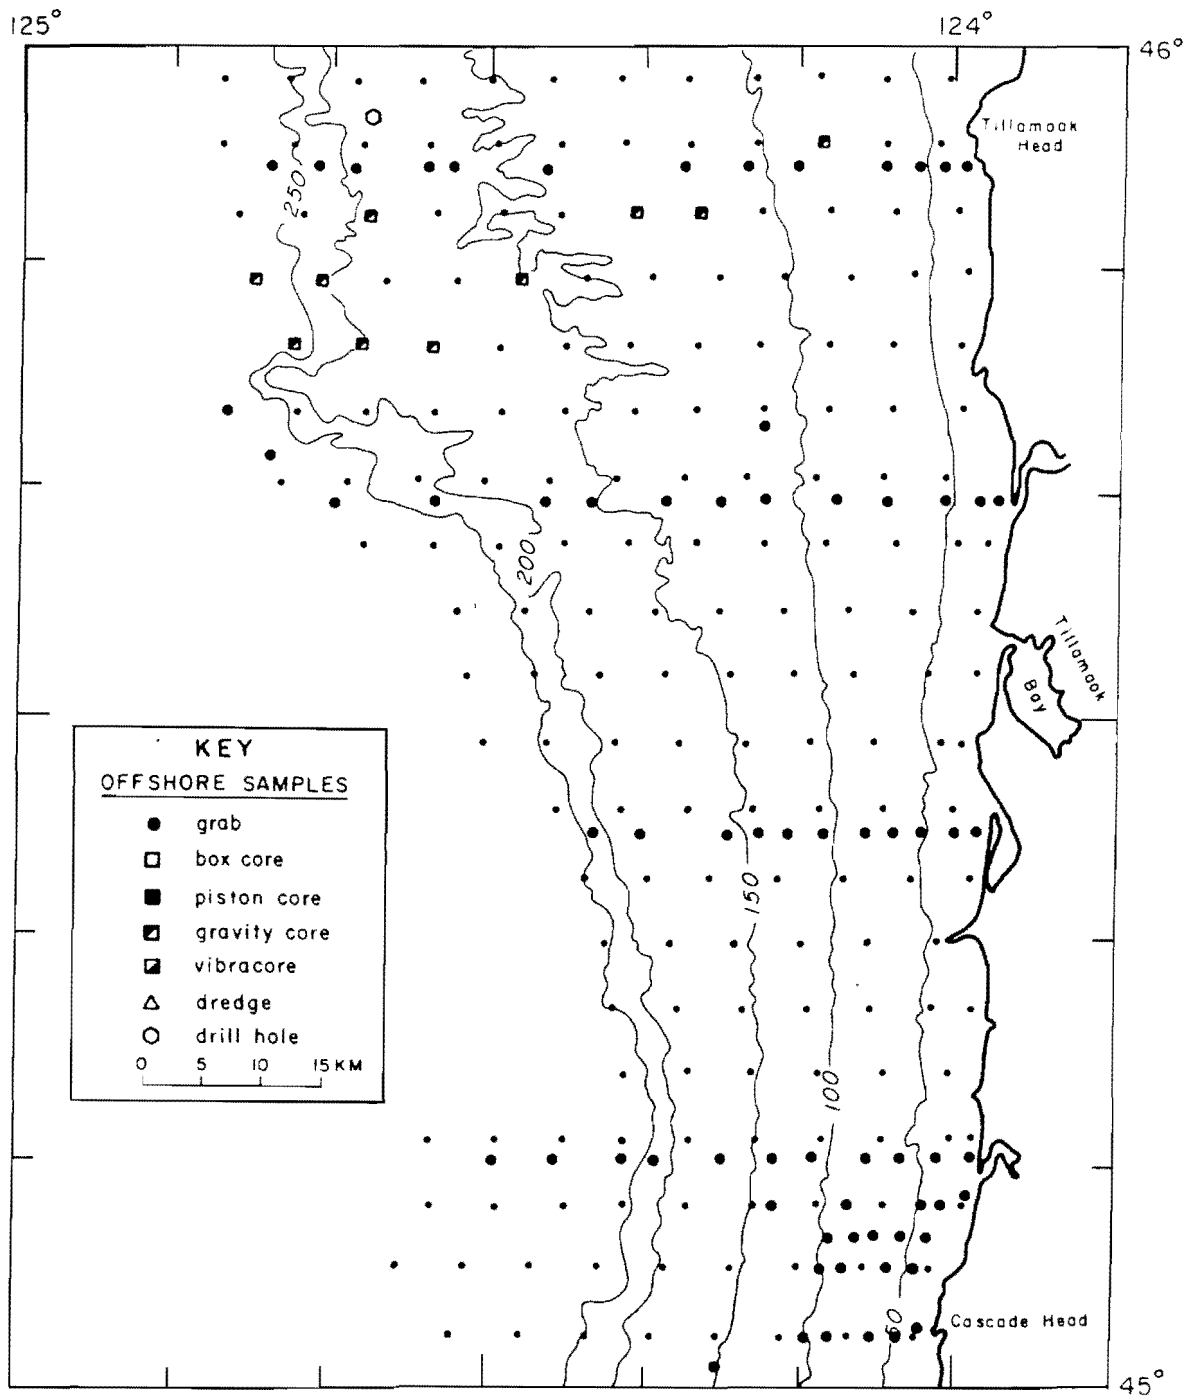 125°
124°
46°
Tillamook
Head
250
200
Tillamook
Bay
KEY
OFFSHORE SAMPLES
grab
box core
piston core
gravity core
vibracore
dredge
drill hole
0 5 10 15 KM
150
100
50
Cascade Head
45°